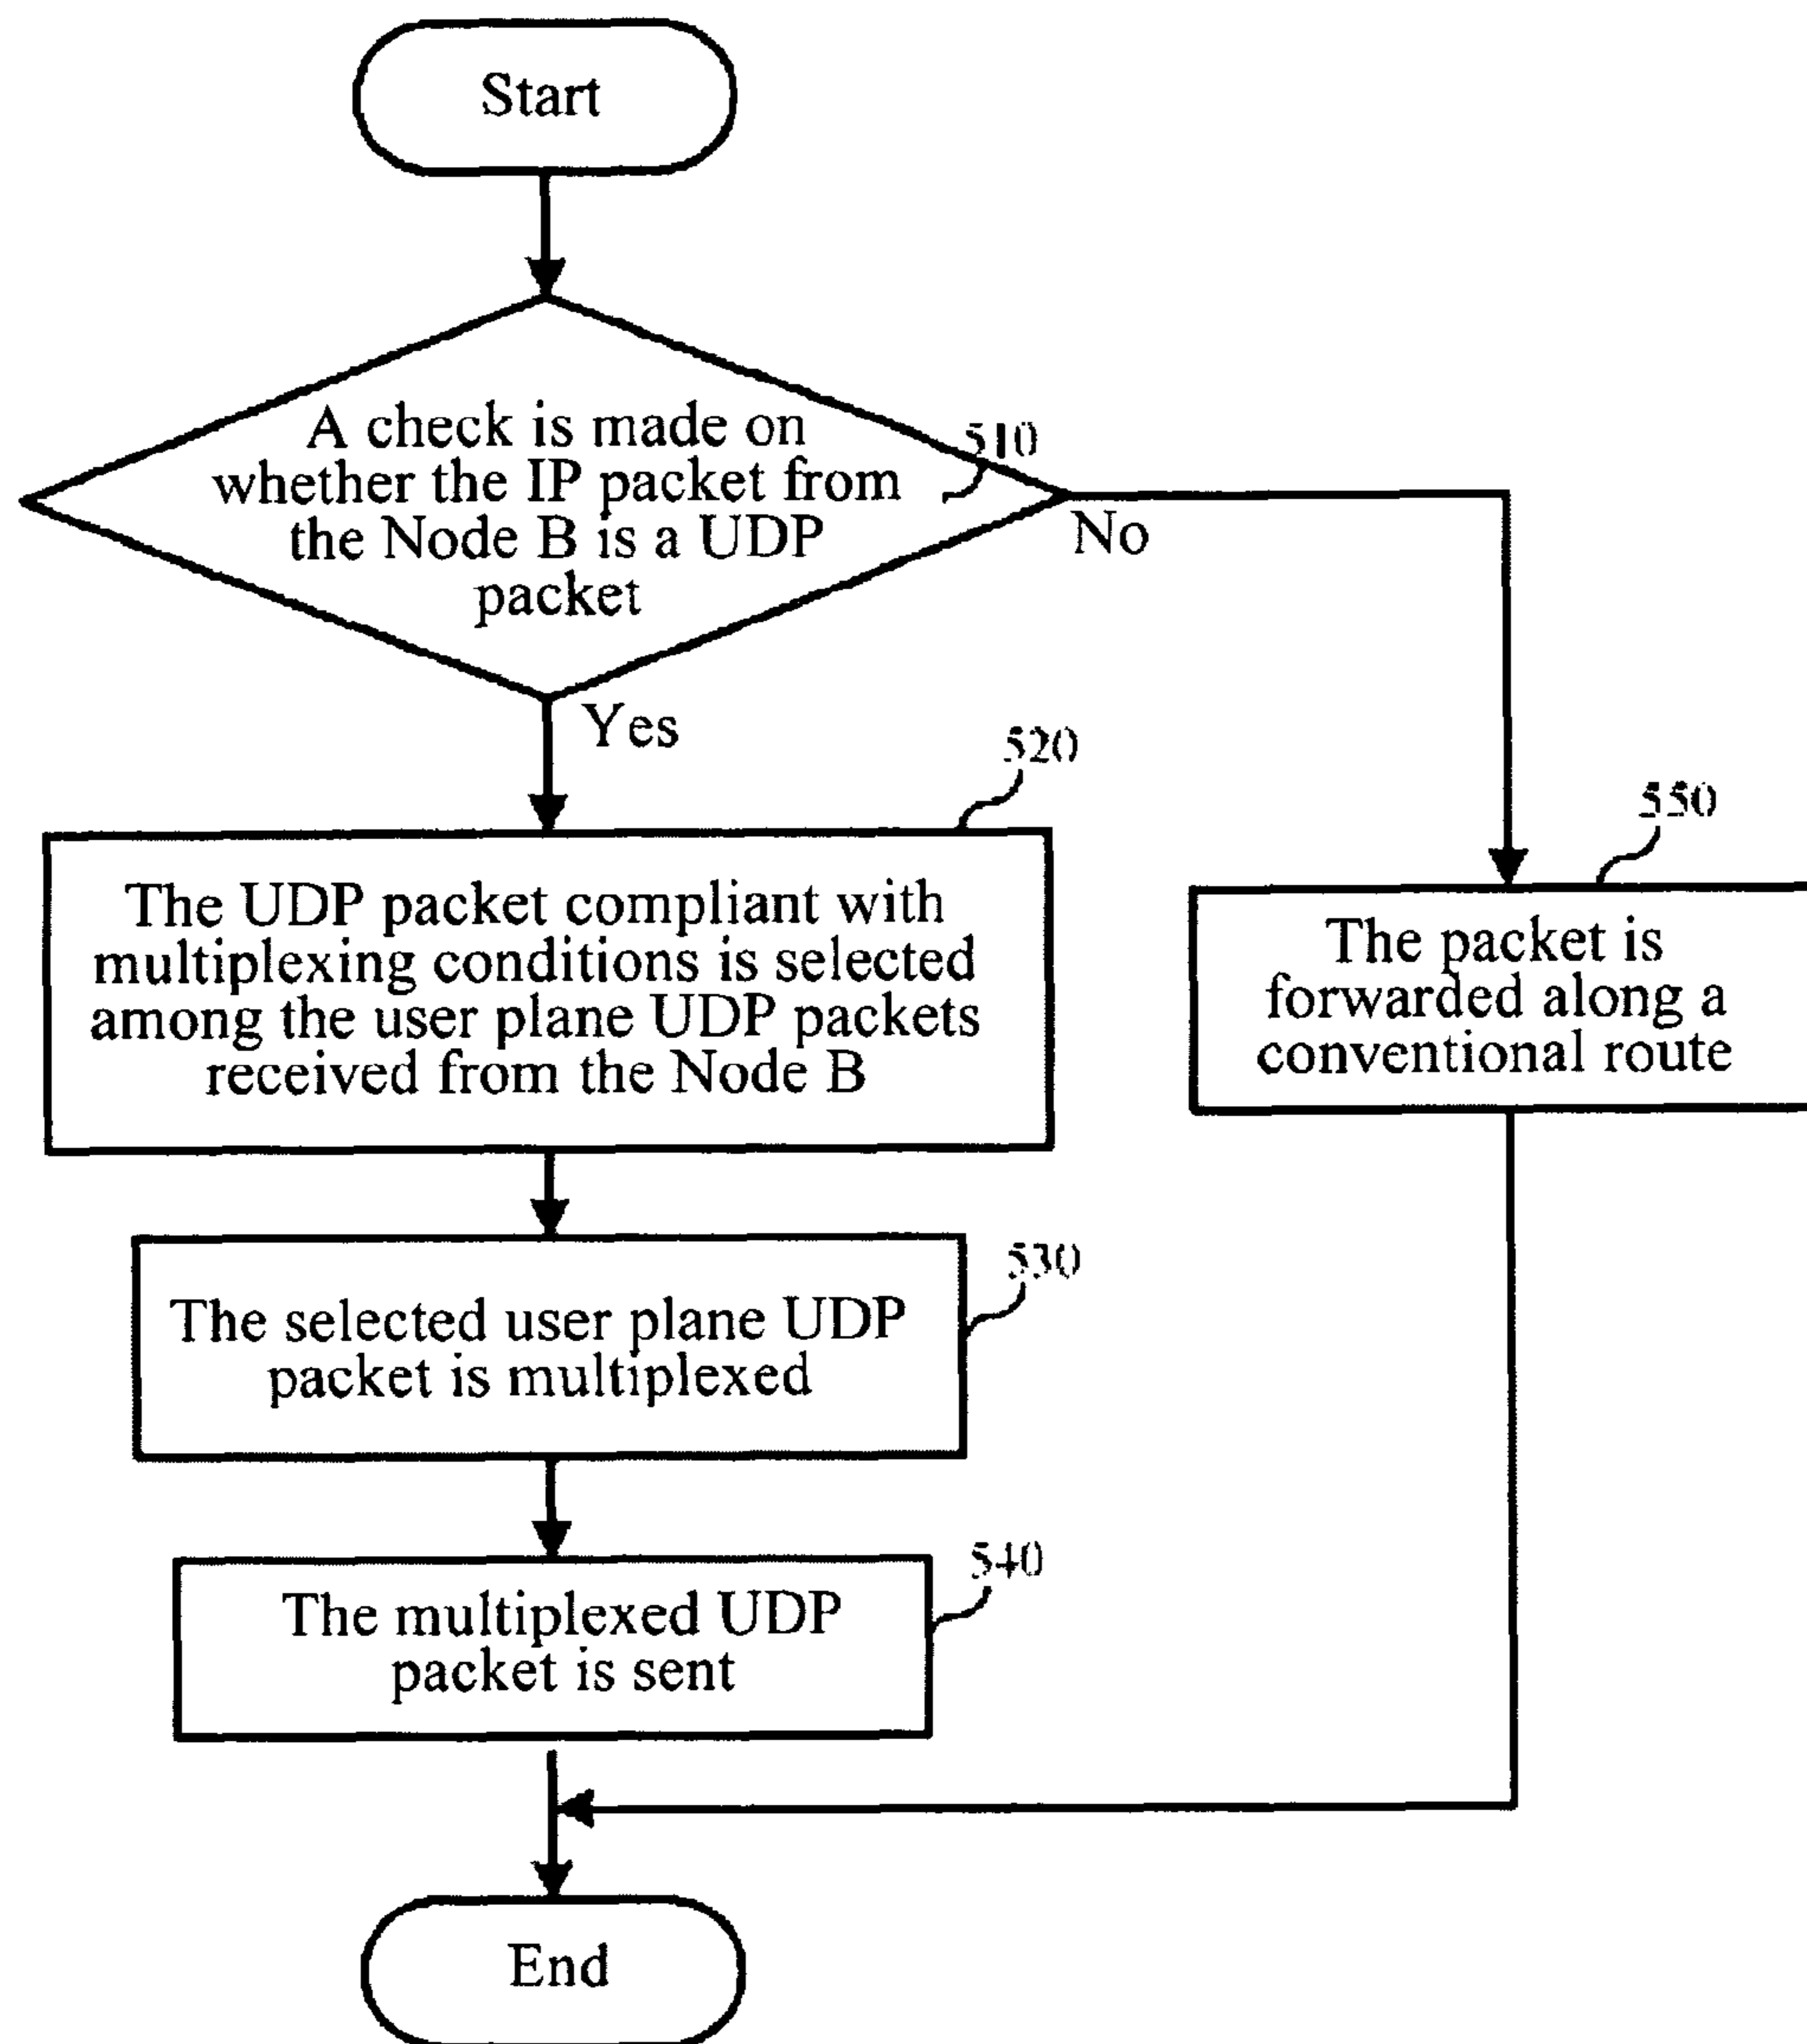 Start
A check is made on
whether the IP packet from
the Node B is a UDP
packet
510
No
Yes
520
The UDP packet compliant with
multiplexing conditions is selected
among the user plane UDP packets
received from the Node B
550
The packet is
forwarded along a
conventional route
530
The selected user plane UDP
packet is multiplexed
540
The multiplexed UDP
packet is sent
End